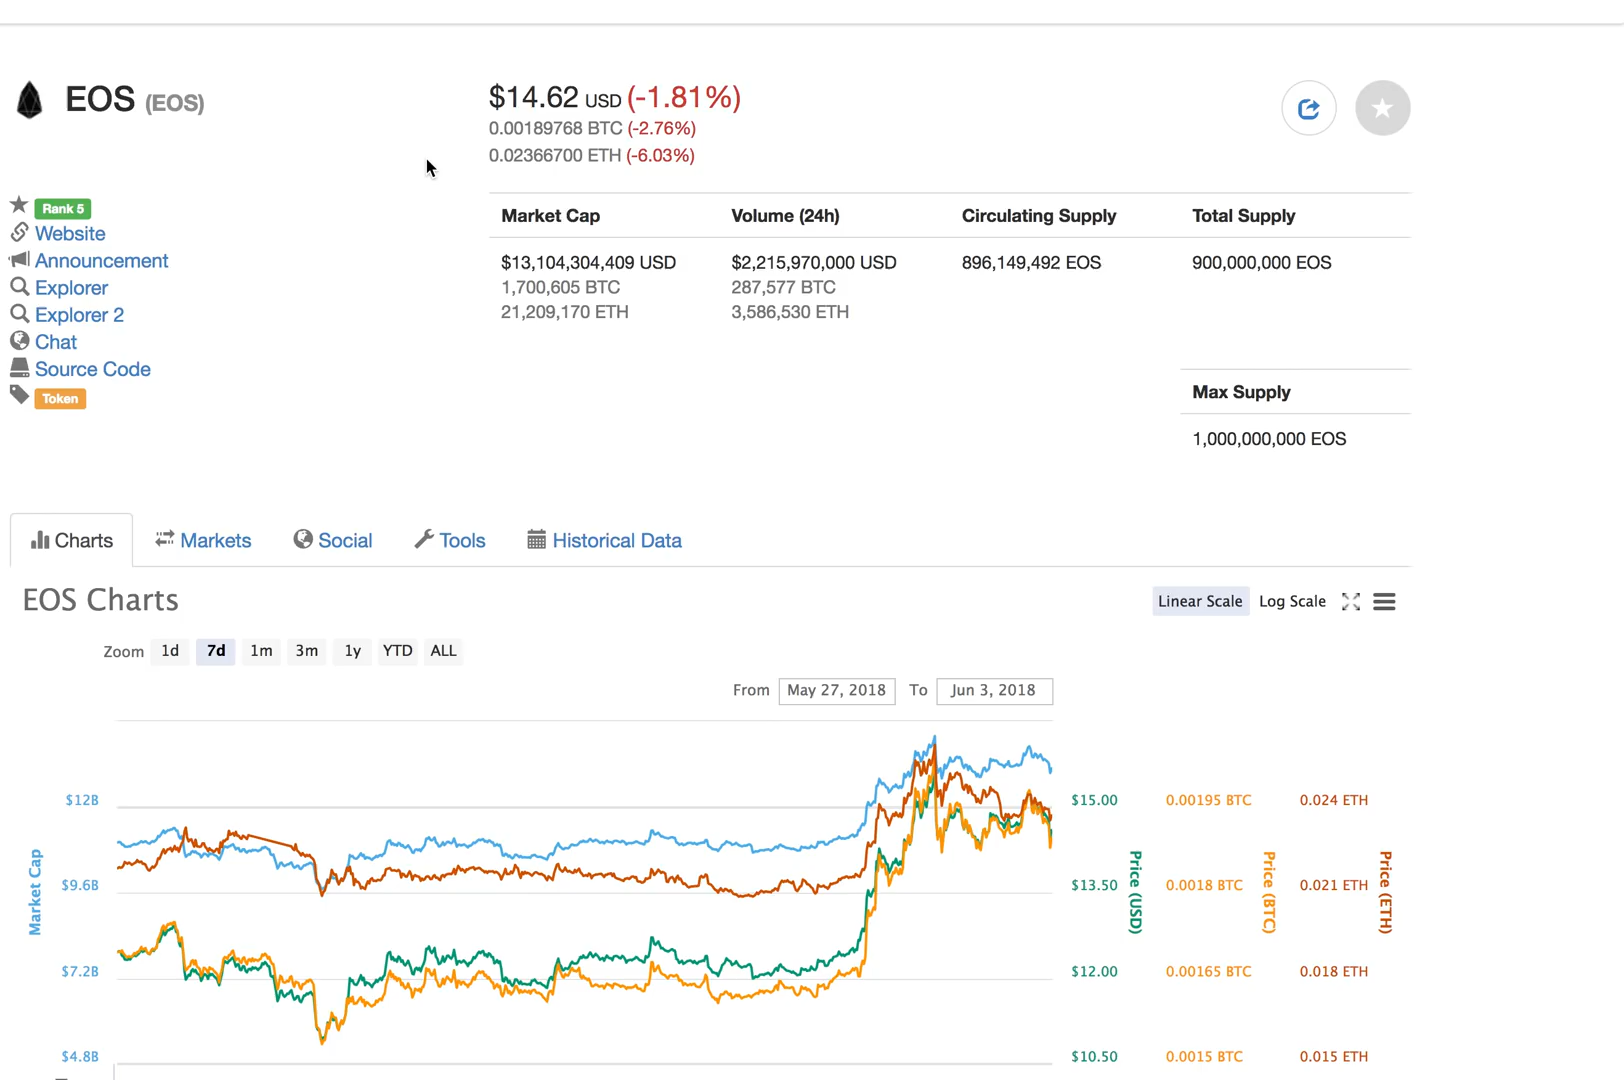 EOS (EOS)
$14.62 USD (-1.81%)
0.00189768 BTC (-2.76%)
0.02366700 ETH (-6.03%)
Rank 5
Website
Announcement
Explorer
Explorer 2
Chat
Source Code
Token
Market Cap Volume (24h) Circulating Supply Total Supply
$13,104,304,409 USD $2,215,970,000 USD 896,149,492 EOS 900,000,000 EOS
1,700,605 BTC 287,577 BTC
21,209,170 ETH 3,586,530 ETH
Max Supply
1,000,000,000 EOS
Charts Markets Social Tools Historical Data
EOS Charts
Linear Scale Log Scale
Zoom 1d 7d 1m 3m 1y YTD ALL
From May 27, 2018 To Jun 3, 2018
$12B $15.00 0.00195 BTC 0.024 ETH
$9.6B $13.50 0.0018 BTC 0.021 ETH
$7.2B $12.00 0.00165 BTC 0.018 ETH
$4.8B $10.50 0.0015 BTC 0.015 ETH
Market Cap
Price (USD)
Price (BTC)
Price (ETH)